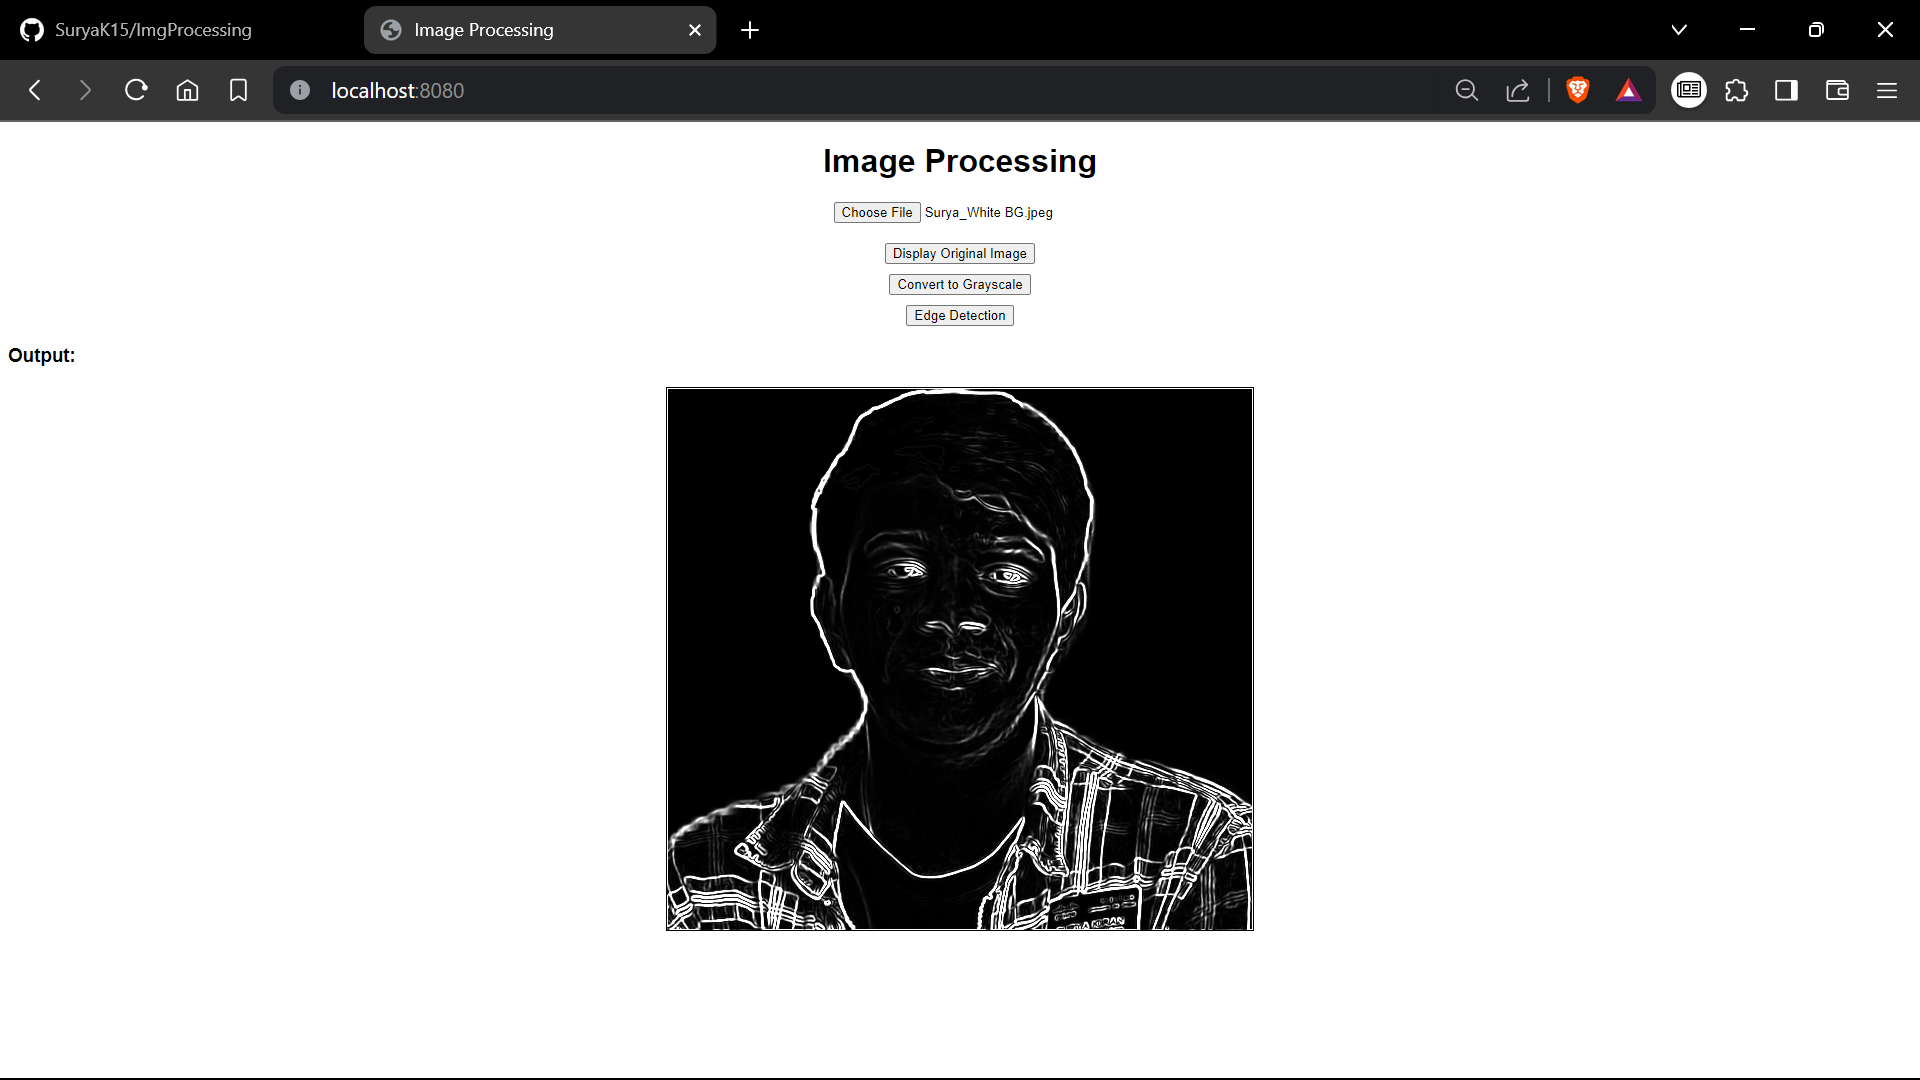 SuryaK15/ImgProcessing
Image Processing
localhost:8080
Image Processing
Choose File Surya_White BG.jpeg
Display Original Image
Convert to Grayscale
Edge Detection
Output: